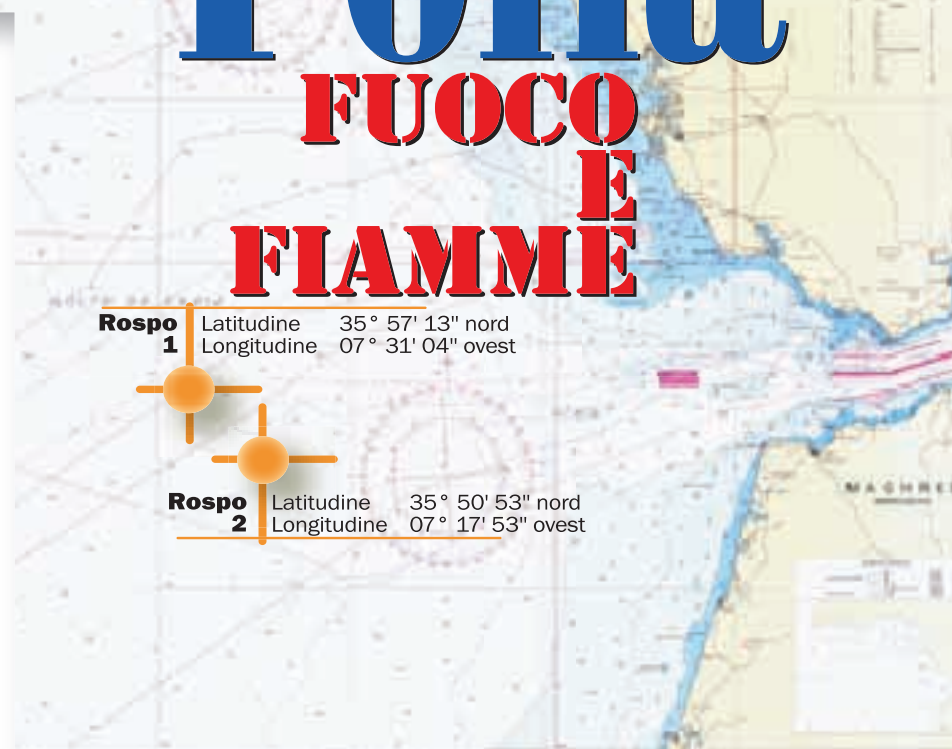 FUOCO
E
FIAMME
Rospo 1
Latitudine 35° 57' 13" nord
Longitudine 07° 31' 04" ovest
Rospo 2
Latitudine 35° 50' 53" nord
Longitudine 07° 17' 53" ovest